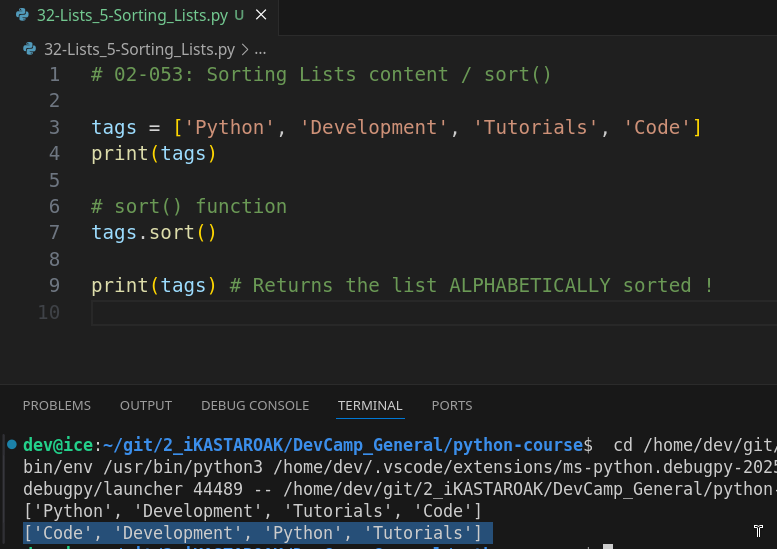 32-Lists_5-Sorting_Lists.py U ×
32-Lists_5-Sorting_Lists.py > ...
1 # 02-053: Sorting Lists content / sort()
2
3 tags = ['Python', 'Development', 'Tutorials', 'Code']
4 print(tags)
5
6 # sort() function
7 tags.sort()
8
9 print(tags) # Returns the list ALPHABETICALLY sorted !
10
PROBLEMS OUTPUT DEBUG CONSOLE TERMINAL PORTS
dev@ice:~/git/2_iKASTAROAK/DevCamp_General/python-course$ cd /home/dev/git/
bin/env /usr/bin/python3 /home/dev/.vscode/extensions/ms-python.debugpy-2025
debugpy/launcher 44489 -- /home/dev/git/2_iKASTAROAK/DevCamp_General/python-
['Python', 'Development', 'Tutorials', 'Code']
['Code', 'Development', 'Python', 'Tutorials']